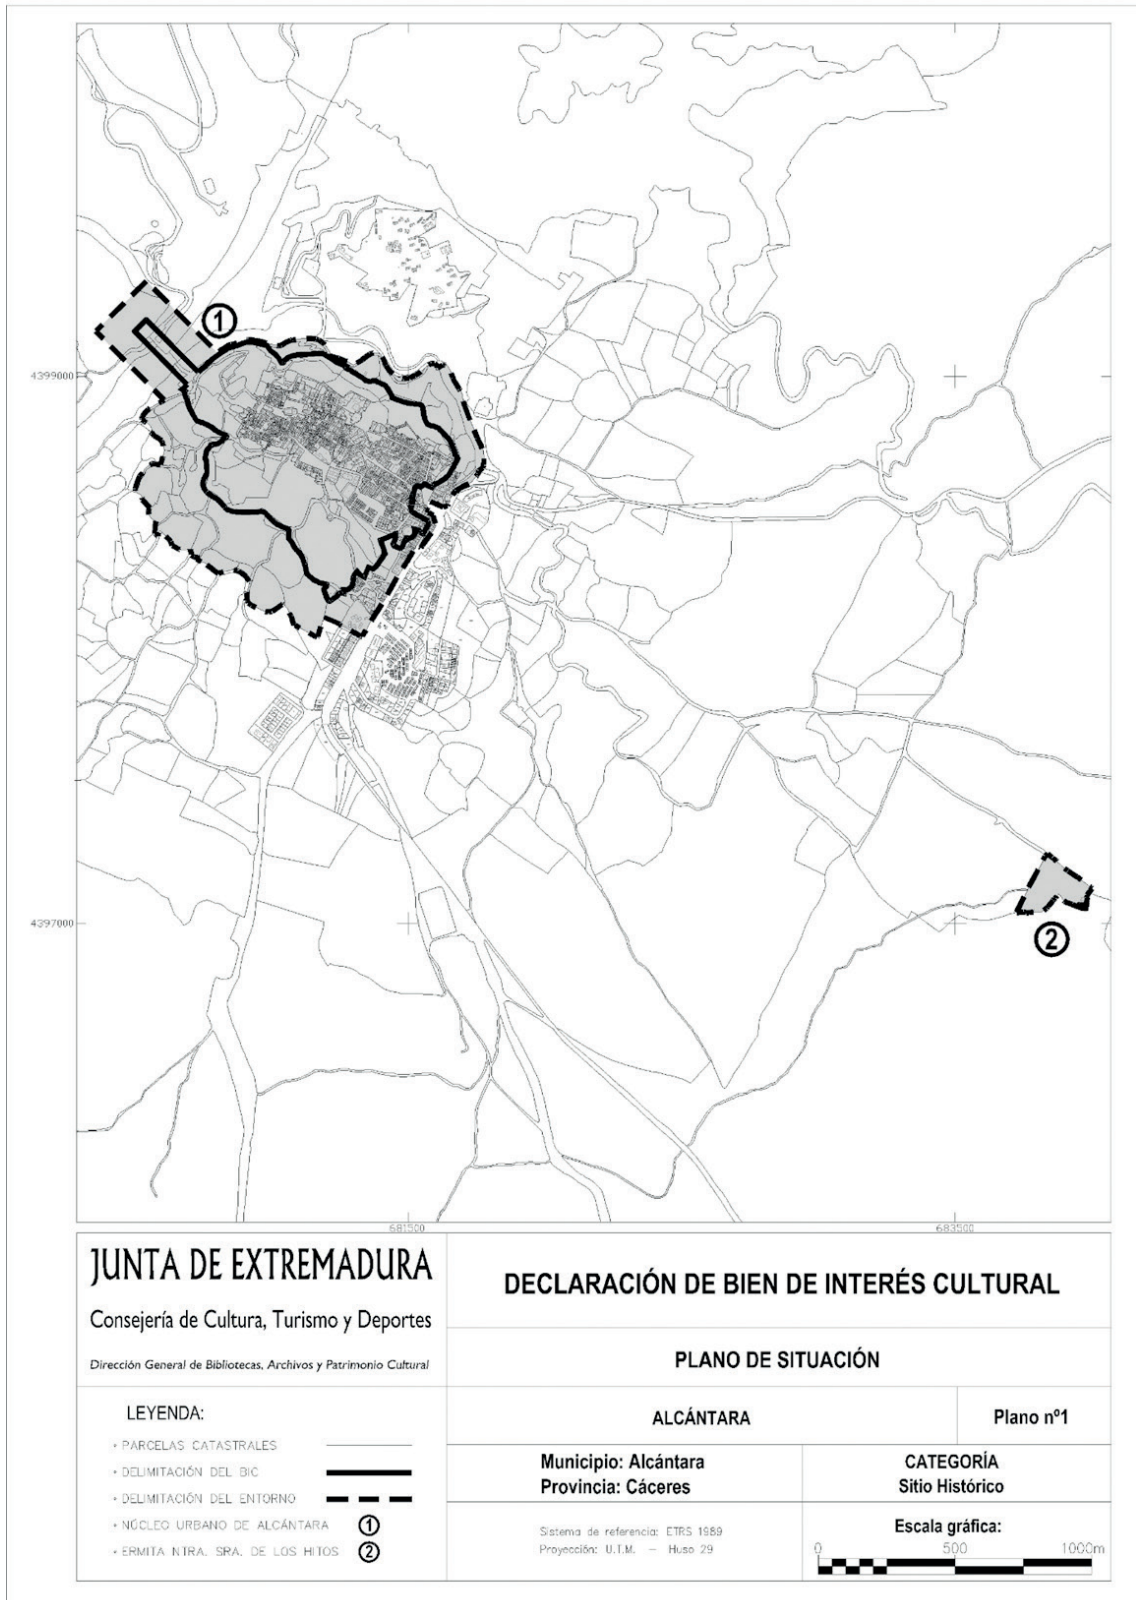 1
4399000
4397000
2
681500
683500
JUNTA DE EXTREMADURA
Consejería de Cultura, Turismo y Deportes
Dirección General de Bibliotecas, Archivos y Patrimonio Cultural
DECLARACIÓN DE BIEN DE INTERÉS CULTURAL
PLANO DE SITUACIÓN
ALCÁNTARA
Plano nº1
LEYENDA:
• PARCELAS CATASTRALES
• DELIMITACIÓN DEL BIC
• DELIMITACIÓN DEL ENTORNO
• NÚCLEO URBANO DE ALCÁNTARA 1
• ERMITA NTRA. SRA. DE LOS HITOS 2
Municipio: Alcántara
Provincia: Cáceres
CATEGORÍA
Sitio Histórico
Sistema de referencia: ETRS 1989
Proyección: U.T.M. – Huso 29
Escala gráfica:
0 500 1000m